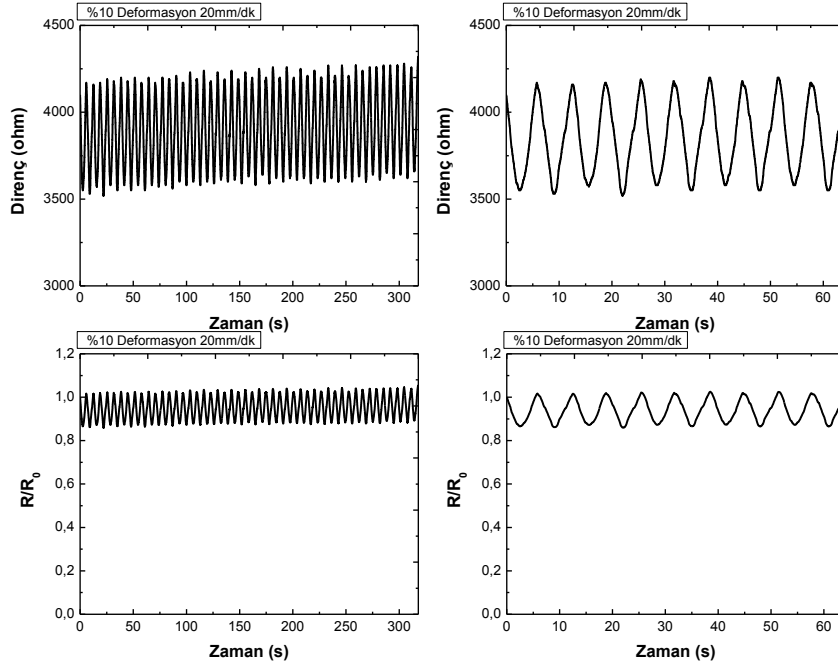 %10 Deformasyon 20mm/dk
4500
4000
3500
3000
Direnç (ohm)
0 50 100 150 200 250 300
Zaman (s)
%10 Deformasyon 20mm/dk
4500
4000
3500
3000
Direnç (ohm)
0 10 20 30 40 50 60
Zaman (s)
%10 Deformasyon 20mm/dk
1,2
1,0
0,8
0,6
0,4
0,2
0,0
R/R0
0 50 100 150 200 250 300
Zaman (s)
%10 Deformasyon 20mm/dk
1,2
1,0
0,8
0,6
0,4
0,2
0,0
R/R0
0 10 20 30 40 50 60
Zaman (s)